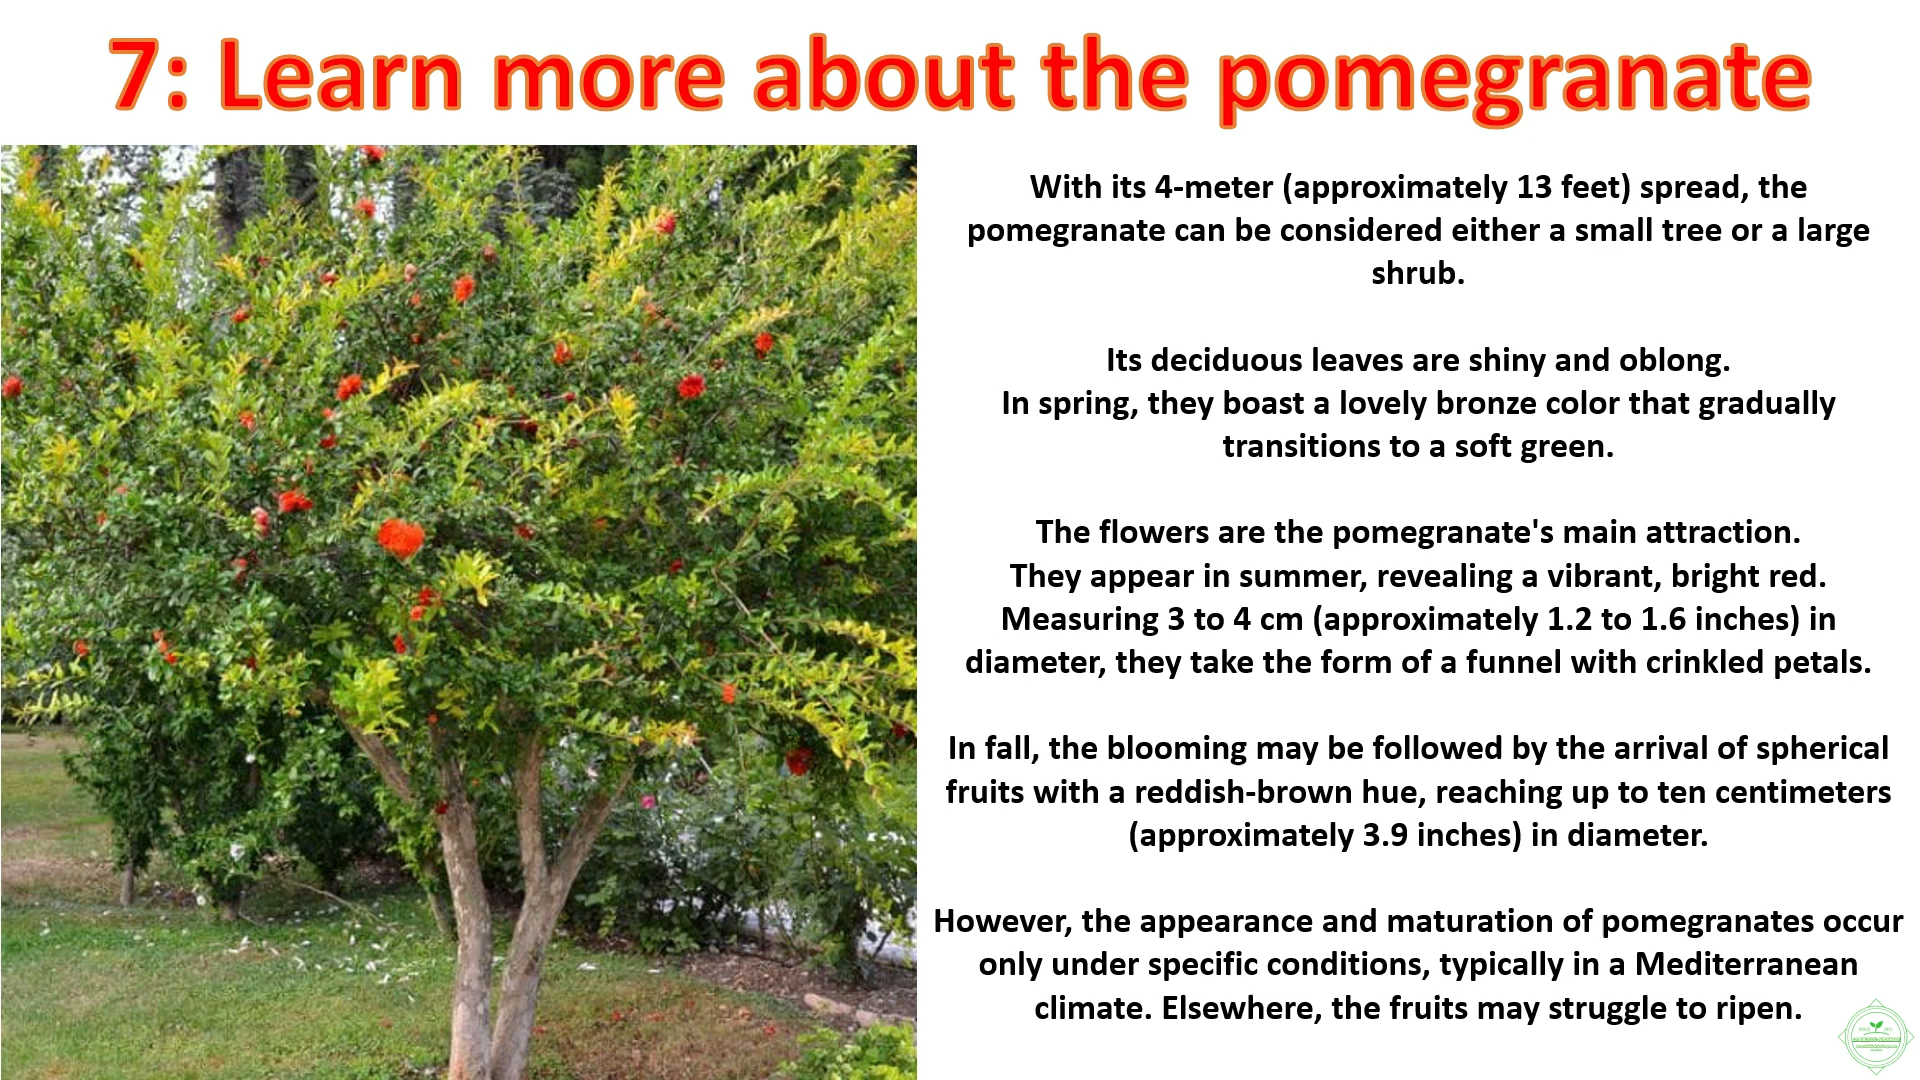 7: Learn more about the pomegranate
With its 4-meter (approximately 13 feet) spread, the
pomegranate can be considered either a small tree or a large
shrub.
Its deciduous leaves are shiny and oblong.
In spring, they boast a lovely bronze color that gradually
transitions to a soft green.
The flowers are the pomegranate's main attraction.
They appear in summer, revealing a vibrant, bright red.
Measuring 3 to 4 cm (approximately 1.2 to 1.6 inches) in
diameter, they take the form of a funnel with crinkled petals.
In fall, the blooming may be followed by the arrival of spherical
fruits with a reddish-brown hue, reaching up to ten centimeters
(approximately 3.9 inches) in diameter.
However, the appearance and maturation of pomegranates occur
only under specific conditions, typically in a Mediterranean
climate. Elsewhere, the fruits may struggle to ripen.